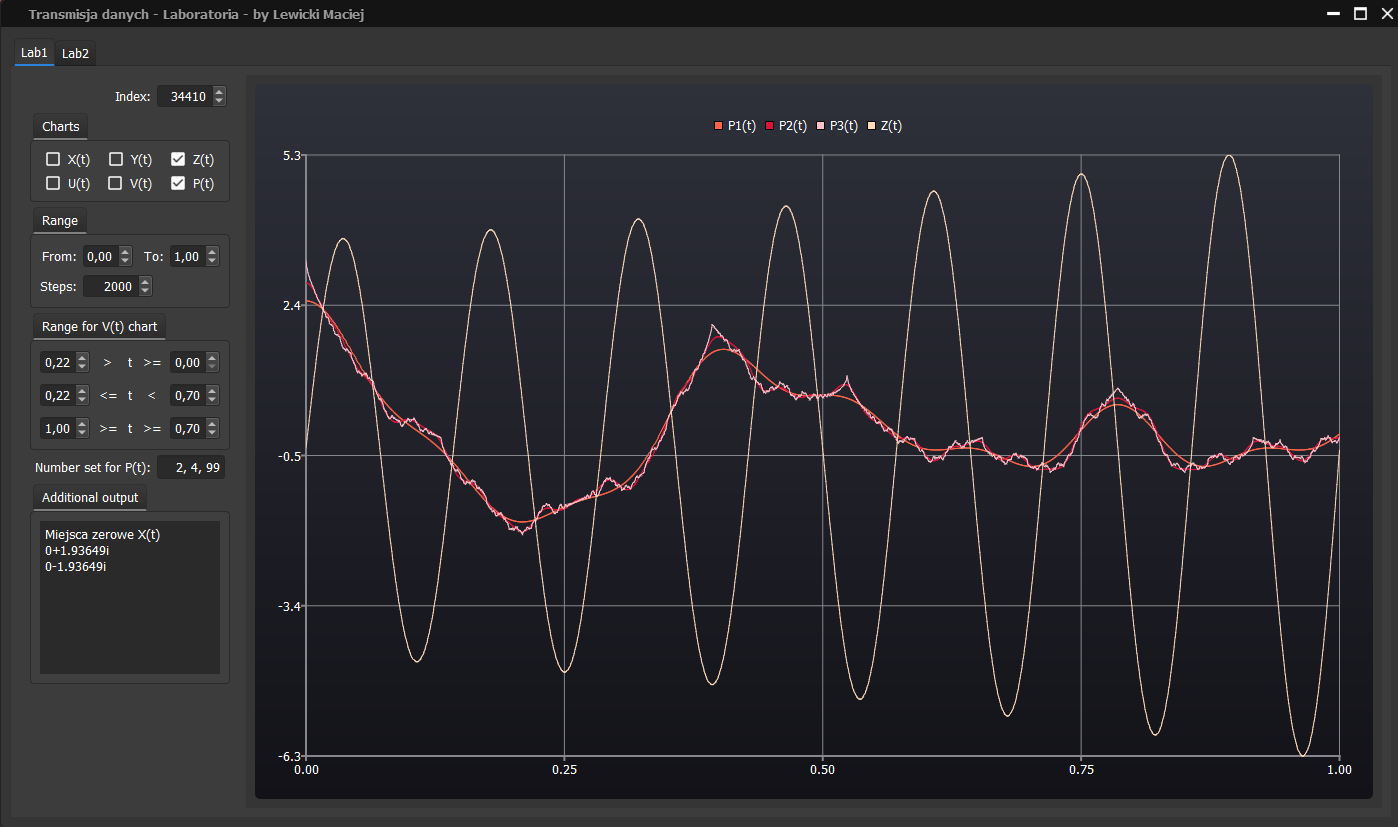 Transmisja danych - Laboratoria - by Lewicki Maciej
Lab1 Lab2
Index: 34410
Charts
X(t) Y(t) Z(t)
U(t) V(t) P(t)
Range
From: 0,00 To: 1,00
Steps: 2000
Range for V(t) chart
0,22 > t >= 0,00
0,22 <= t < 0,70
1,00 >= t >= 0,70
Number set for P(t): 2, 4, 99
Additional output
Miejsca zerowe X(t)
0+1.93649i
0-1.93649i
P1(t) P2(t) P3(t) Z(t)
5.3
2.4
-0.5
-3.4
-6.3
0.00 0.25 0.50 0.75 1.00